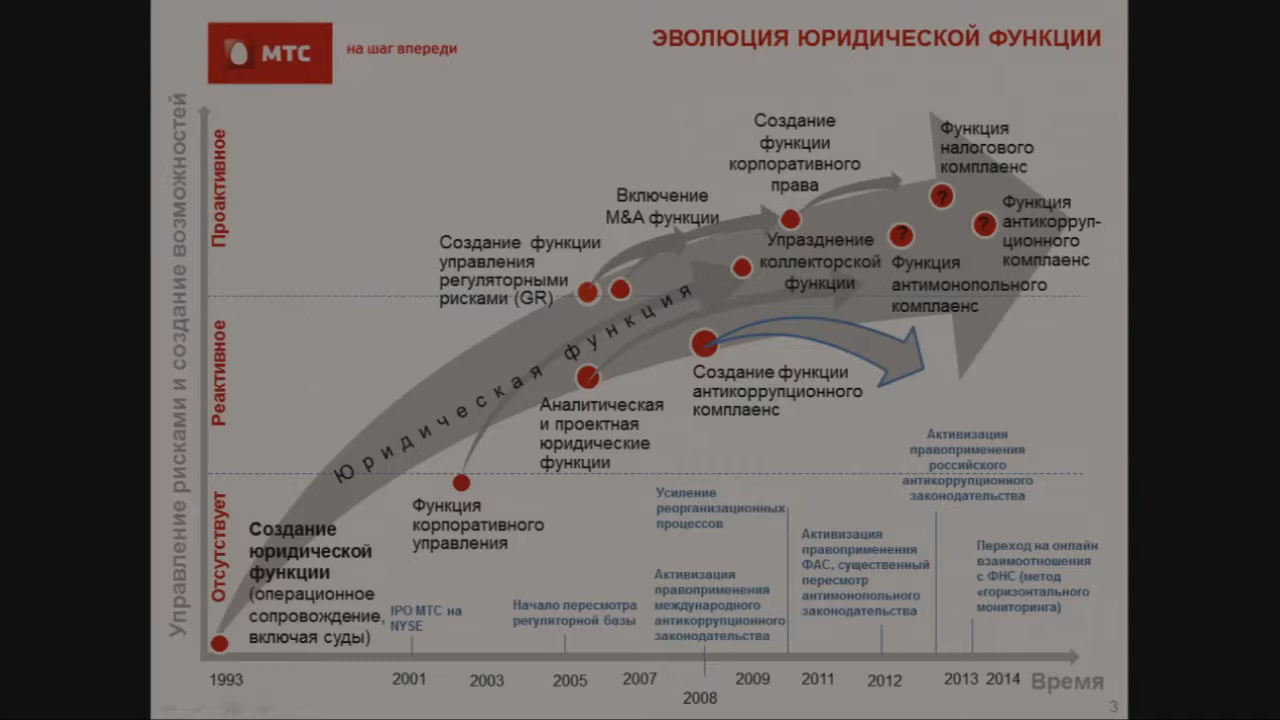 МТС
на шаг впереди
ЭВОЛЮЦИЯ ЮРИДИЧЕСКОЙ ФУНКЦИИ
Управление рисками и создание возможностей
Проактивное
Реактивное
Отсутствует
Создание
функции
корпоративного
права
Функция
налогового
комплаенс
Включение
M&A функции
Функция
антикорруп-
ционного
комплаенс
Создание функции
управления
регуляторными
рисками (GR)
Упразднение
коллекторской
функции
?
?
?
Функция
антимонопольного
комплаенс
Юридическая функция
Создание функции
антикоррупционного
комплаенс
Аналитическая
и проектная
юридические
функции
Функция
корпоративного
управления
Создание
юридической
функции
(операционное
сопровождение,
включая суды)
IPO МТС на
NYSE
Начало пересмотра
регуляторной базы
Усиление
реорганизационных
процессов
Активизация
правоприменения
международного
антикоррупционного
законодательства
Активизация
правоприменения
ФАС, существенный
пересмотр
антимонопольного
законодательства
Активизация
правоприменения
российского
антикоррупционного
законодательства
Переход на онлайн
взаимоотношения
с ФНС (метод
«горизонтального
мониторинга)
1993
2001
2003
2005
2007
2008
2009
2011
2012
2013
2014
Время
3